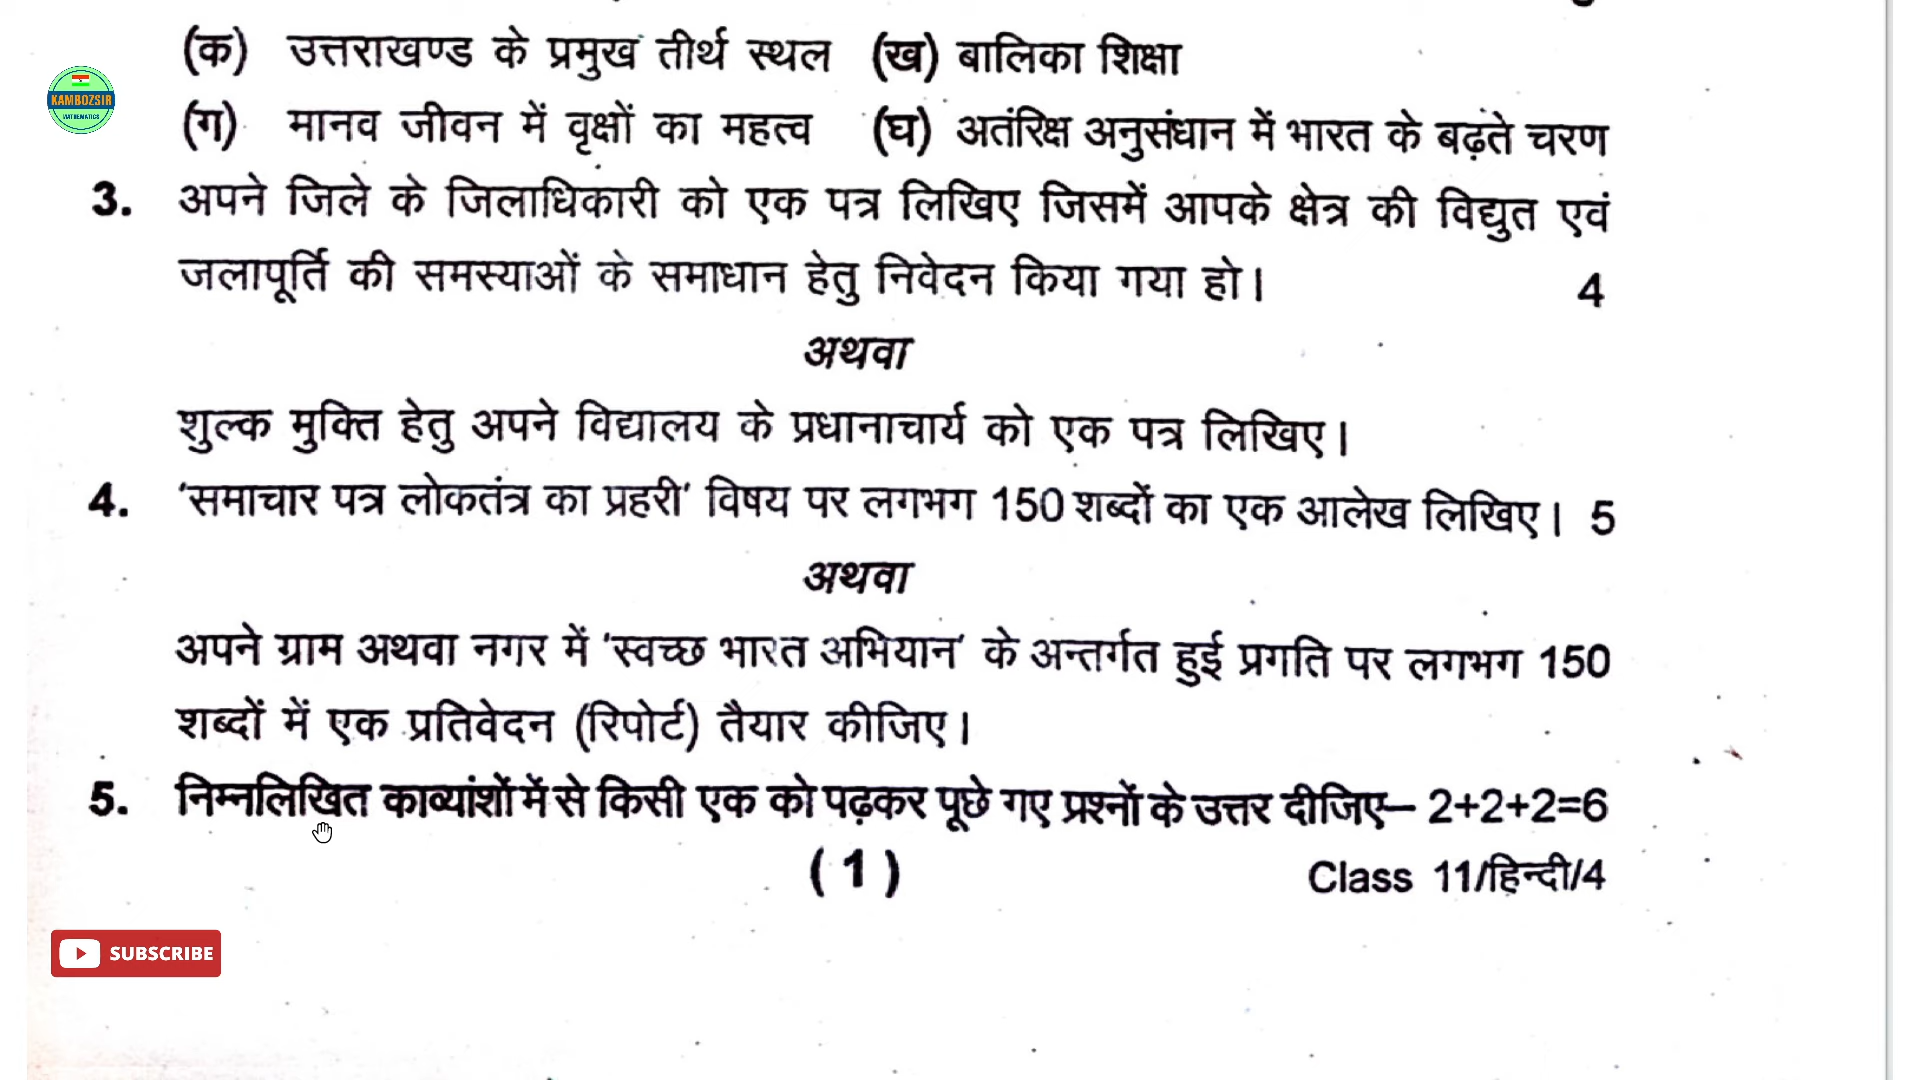 (क) उत्तराखण्ड के प्रमुख तीर्थ स्थल (ख) बालिका शिक्षा
KAMBOZSIR
MATHEMATICS
(ग) मानव जीवन में वृक्षों का महत्व (घ) अतंरिक्ष अनुसंधान में भारत के बढ़ते चरण
3. अपने जिले के जिलाधिकारी को एक पत्र लिखिए जिसमें आपके क्षेत्र की विद्युत एवं
जलापूर्ति की समस्याओं के समाधान हेतु निवेदन किया गया हो। 4
अथवा
शुल्क मुक्ति हेतु अपने विद्यालय के प्रधानाचार्य को एक पत्र लिखिए।
4. 'समाचार पत्र लोकतंत्र का प्रहरी' विषय पर लगभग 150 शब्दों का एक आलेख लिखिए। 5
अथवा
अपने ग्राम अथवा नगर में 'स्वच्छ भारत अभियान' के अन्तर्गत हुई प्रगति पर लगभग 150
शब्दों में एक प्रतिवेदन (रिपोर्ट) तैयार कीजिए।
5. निम्नलिखित काव्यांशों में से किसी एक को पढ़कर पूछे गए प्रश्नों के उत्तर दीजिए– 2+2+2=6
( 1 )
Class 11/हिन्दी/4
SUBSCRIBE